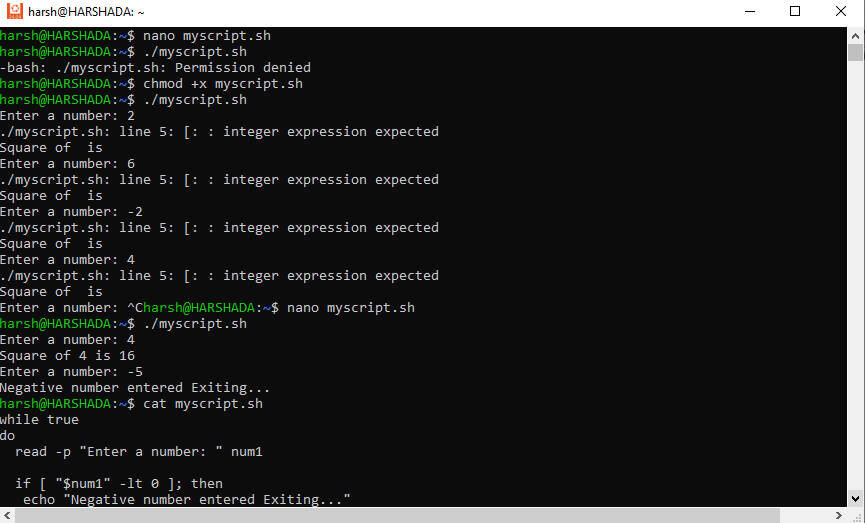 harsh@HARSHADA: ~
harsh@HARSHADA:~$ nano myscript.sh
harsh@HARSHADA:~$ ./myscript.sh
-bash: ./myscript.sh: Permission denied
harsh@HARSHADA:~$ chmod +x myscript.sh
harsh@HARSHADA:~$ ./myscript.sh
Enter a number: 2
./myscript.sh: line 5: [: : integer expression expected
Square of  is
Enter a number: 6
./myscript.sh: line 5: [: : integer expression expected
Square of  is
Enter a number: -2
./myscript.sh: line 5: [: : integer expression expected
Square of  is
Enter a number: 4
./myscript.sh: line 5: [: : integer expression expected
Square of  is
Enter a number: ^Charsh@HARSHADA:~$ nano myscript.sh
harsh@HARSHADA:~$ ./myscript.sh
Enter a number: 4
Square of 4 is 16
Enter a number: -5
Negative number entered Exiting...
harsh@HARSHADA:~$ cat myscript.sh
while true
do
  read -p "Enter a number: " num1

  if [ "$num1" -lt 0 ]; then
   echo "Negative number entered Exiting..."